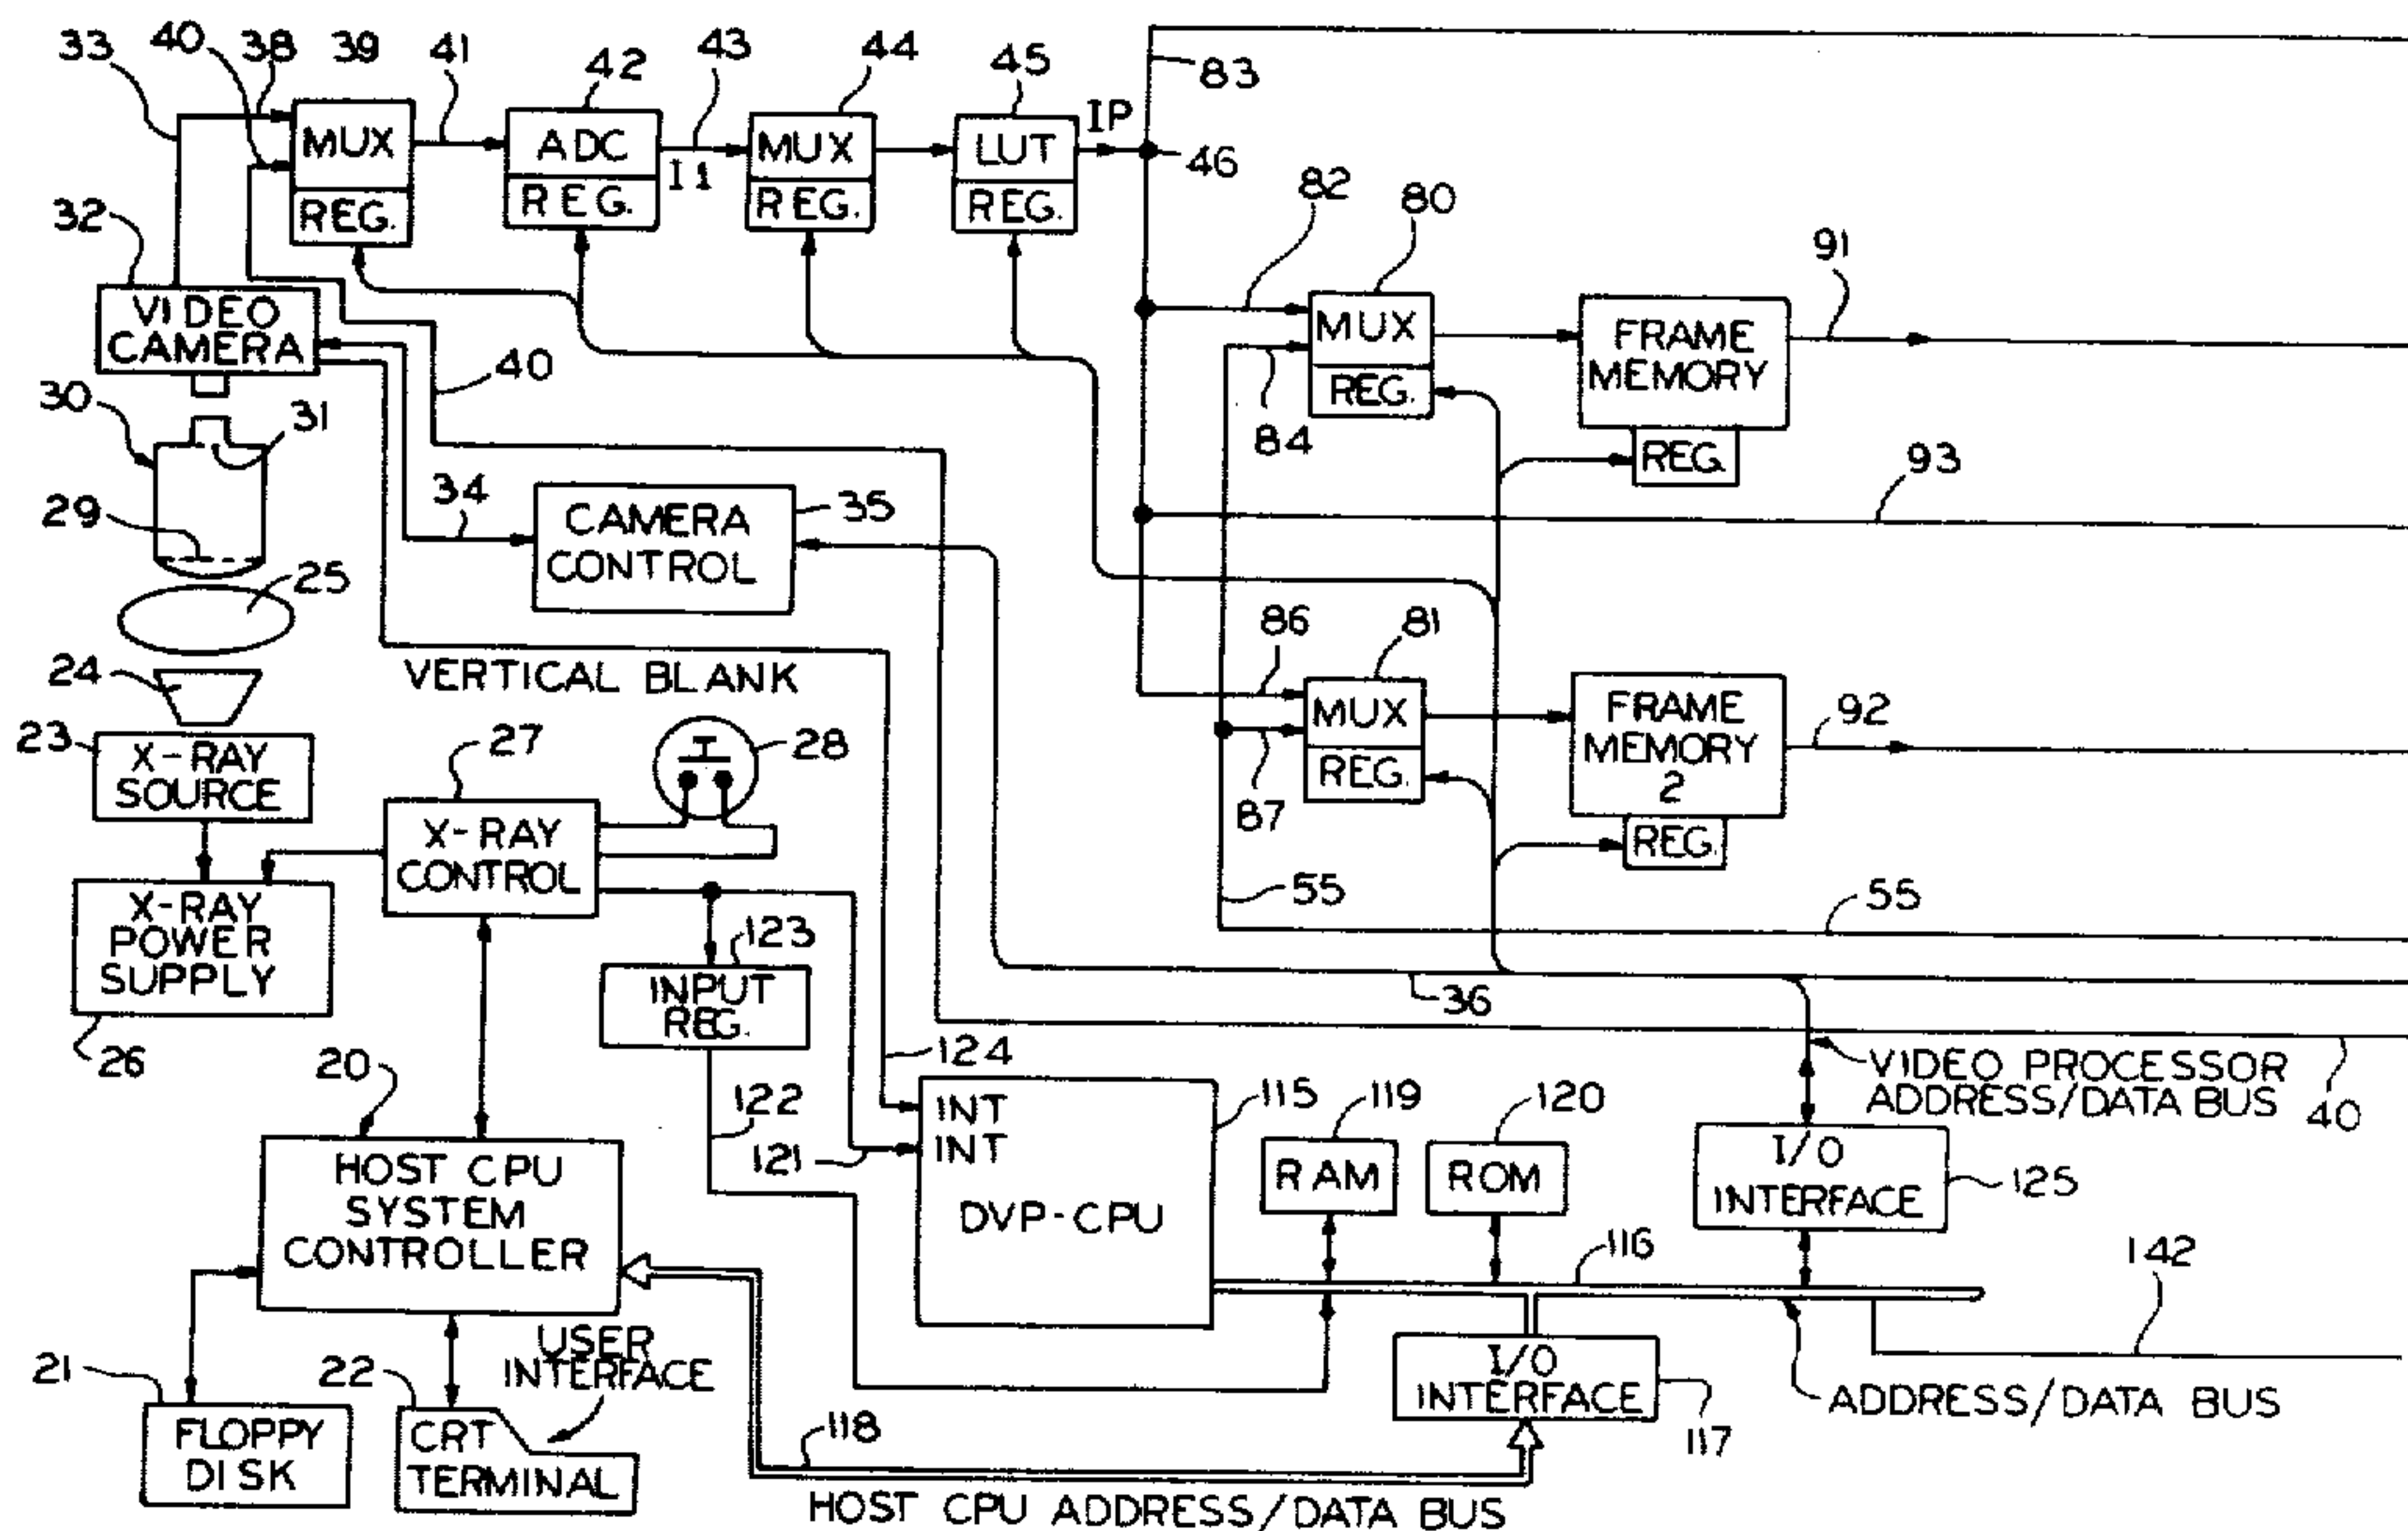 33
40
38
39
41
42
43
44
45
83
MUX
REG.
ADC
REG.
I1
MUX
REG.
LUT
REG.
IP
46
32
VIDEO
CAMERA
40
82
80
MUX
REG.
84
FRAME
MEMORY
REG.
91
93
30
31
29
34
CAMERA
CONTROL
35
25
24
VERTICAL BLANK
86
81
MUX
REG.
87
FRAME
MEMORY
2
REG.
92
23
X-RAY
SOURCE
27
28
X-RAY
CONTROL
X-RAY
POWER
SUPPLY
26
123
INPUT
REG.
55
55
36
124
VIDEO PROCESSOR
ADDRESS/DATA BUS
40
20
HOST CPU
SYSTEM
CONTROLLER
122
121
INT
INT
DVP-CPU
115
119
RAM
120
ROM
I/O
INTERFACE
125
116
142
21
FLOPPY
DISK
22
CRT
TERMINAL
USER
INTERFACE
118
I/O
INTERFACE
117
ADDRESS/DATA BUS
HOST CPU ADDRESS/DATA BUS